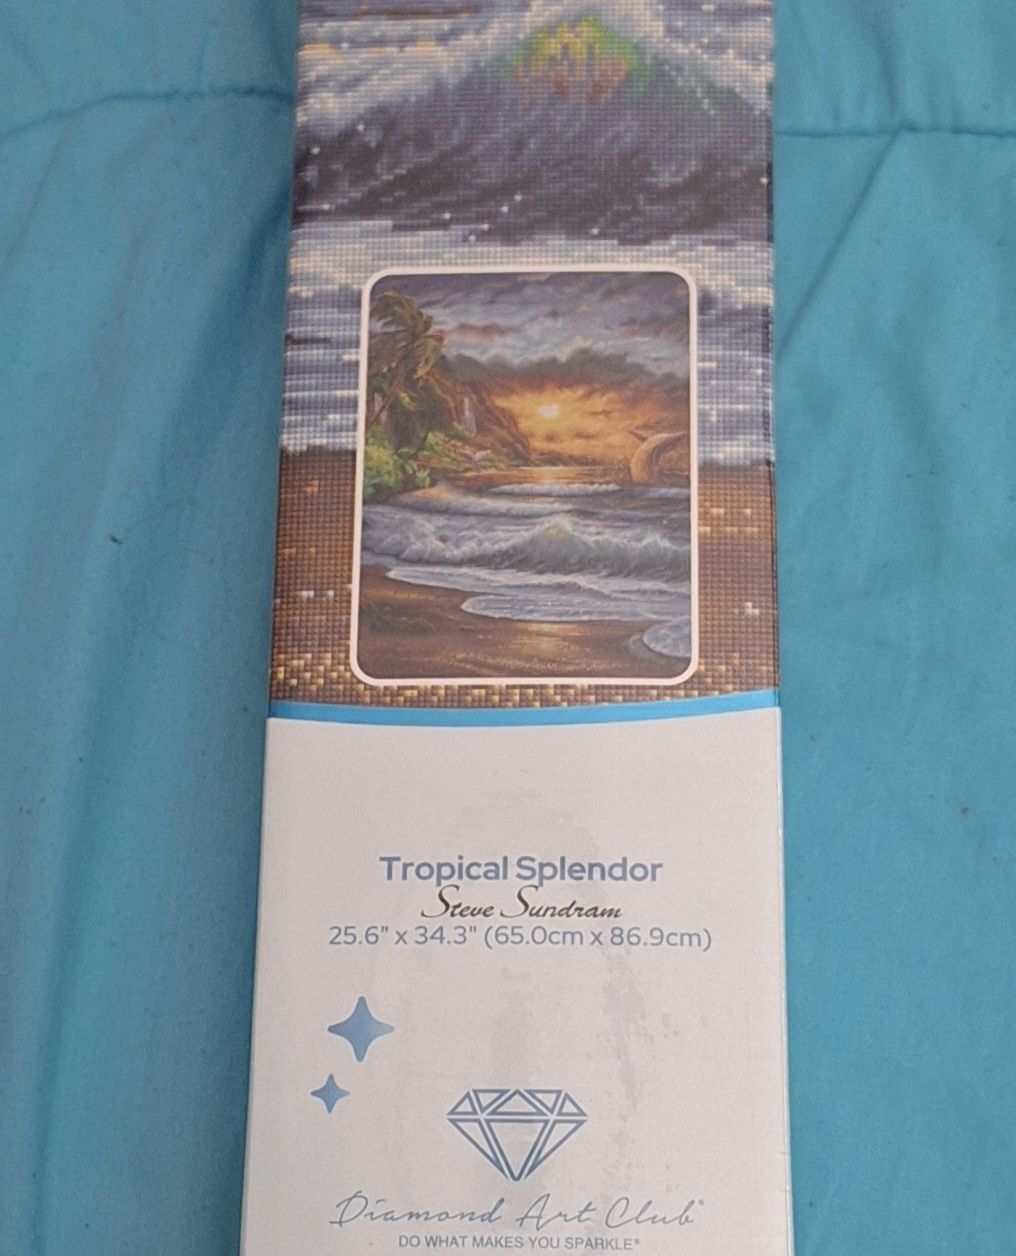 Tropical Splendor
Steve Sundram
25.6" x 34.3" (65.0cm x 86.9cm)
Diamond Art Club®
DO WHAT MAKES YOU SPARKLE®